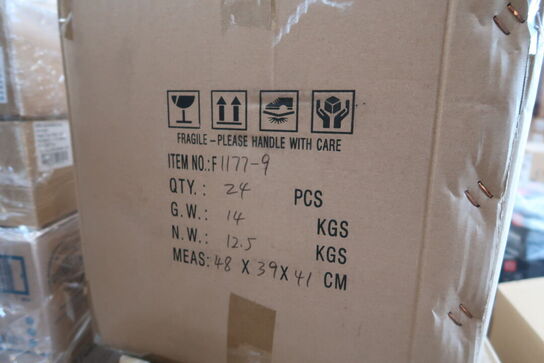 FRAGILE-PLEASE HANDLE WITH CARE
ITEM NO.: F1177-9
QTY.: 24 PCS
G.W.: 14 KGS
N.W.: 12.5 KGS
MEAS: 48 X 39 X 41 CM